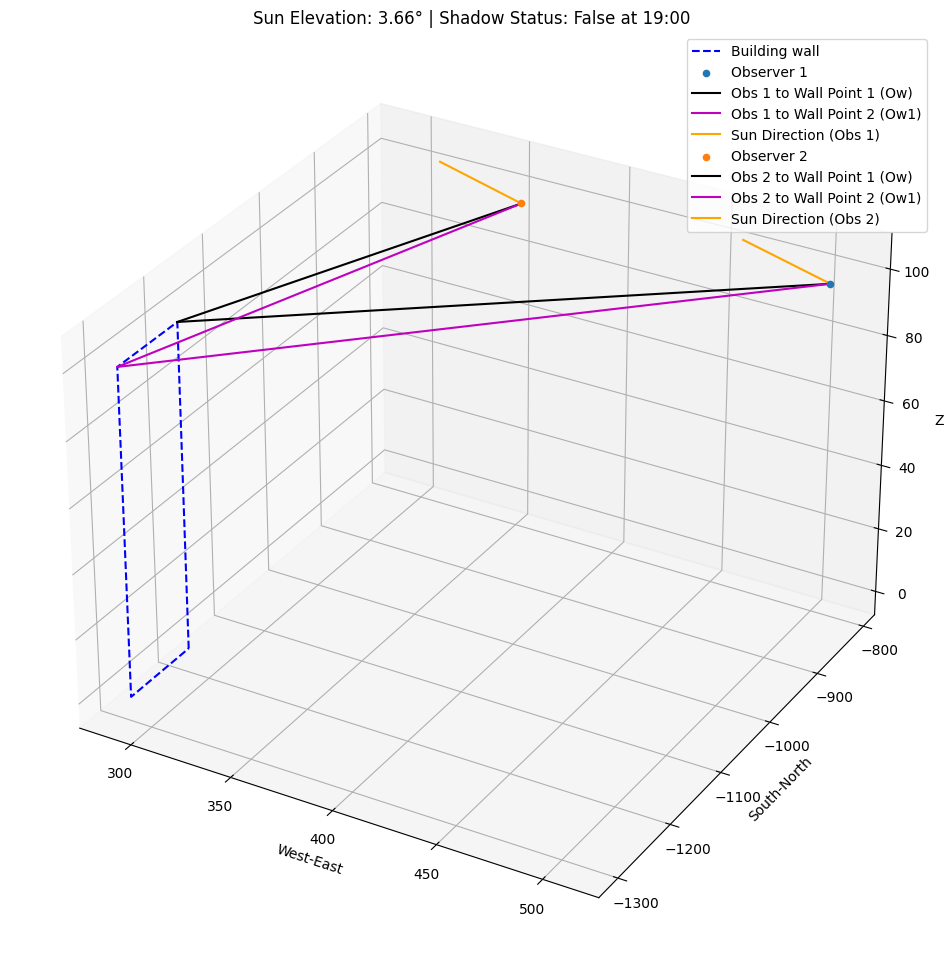 Sun Elevation: 3.66° | Shadow Status: False at 19:00
Building wall
Observer 1
Obs 1 to Wall Point 1 (Ow)
Obs 1 to Wall Point 2 (Ow1)
Sun Direction (Obs 1)
Observer 2
Obs 2 to Wall Point 1 (Ow)
Obs 2 to Wall Point 2 (Ow1)
Sun Direction (Obs 2)
100
80
60
40
20
0
Z
−800
−900
−1000
−1100
−1200
−1300
South-North
300
350
400
450
500
West-East